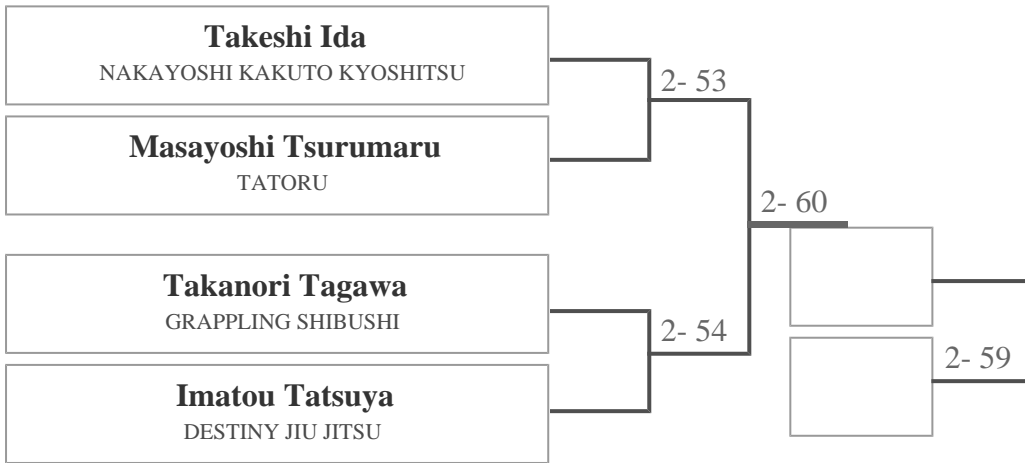 Takeshi Ida
NAKAYOSHI KAKUTO KYOSHITSU
2- 53
Masayoshi Tsurumaru
TATORU
2- 60
Takanori Tagawa
GRAPPLING SHIBUSHI
2- 54
2- 59
Imatou Tatsuya
DESTINY JIU JITSU